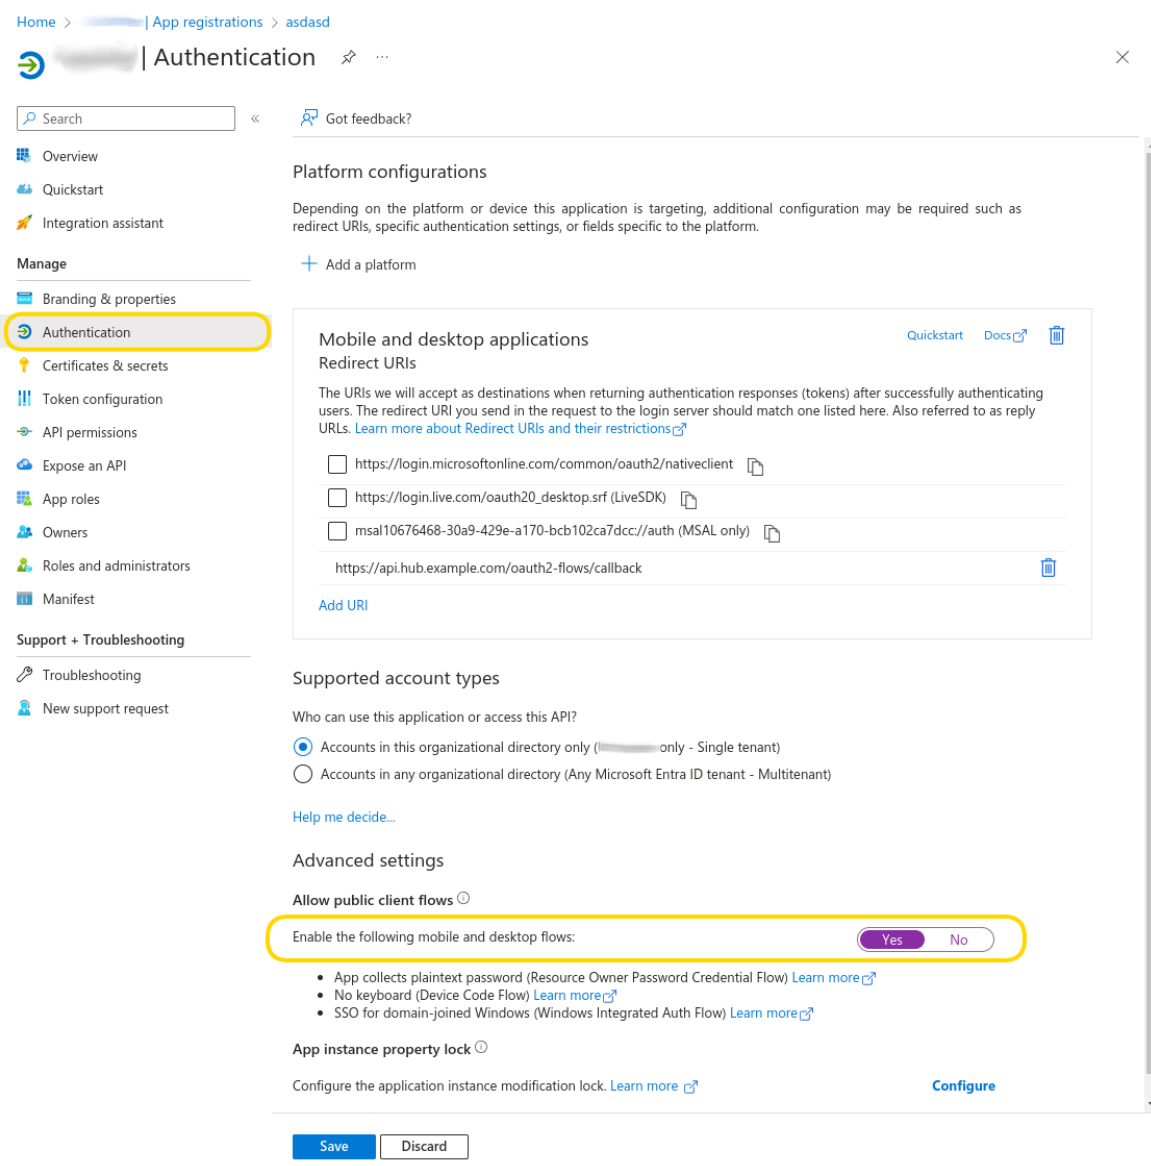 Home > | App registrations > asdasd
| Authentication ...
Search «
Got feedback?
Overview
Quickstart
Integration assistant
Manage
Branding & properties
Authentication
Certificates & secrets
Token configuration
API permissions
Expose an API
App roles
Owners
Roles and administrators
Manifest
Support + Troubleshooting
Troubleshooting
New support request
Platform configurations
Depending on the platform or device this application is targeting, additional configuration may be required such as
redirect URIs, specific authentication settings, or fields specific to the platform.
Add a platform
Mobile and desktop applications
Quickstart Docs
Redirect URIs
The URIs we will accept as destinations when returning authentication responses (tokens) after successfully authenticating
users. The redirect URI you send in the request to the login server should match one listed here. Also referred to as reply
URLs. Learn more about Redirect URIs and their restrictions
https://login.microsoftonline.com/common/oauth2/nativeclient
https://login.live.com/oauth20_desktop.srf (LiveSDK)
msal10676468-30a9-429e-a170-bcb102ca7dcc://auth (MSAL only)
https://api.hub.example.com/oauth2-flows/callback
Add URI
Supported account types
Who can use this application or access this API?
Accounts in this organizational directory only ( only - Single tenant)
Accounts in any organizational directory (Any Microsoft Entra ID tenant - Multitenant)
Help me decide...
Advanced settings
Allow public client flows
Enable the following mobile and desktop flows: Yes No
• App collects plaintext password (Resource Owner Password Credential Flow) Learn more
• No keyboard (Device Code Flow) Learn more
• SSO for domain-joined Windows (Windows Integrated Auth Flow) Learn more
App instance property lock
Configure the application instance modification lock. Learn more Configure
Save Discard